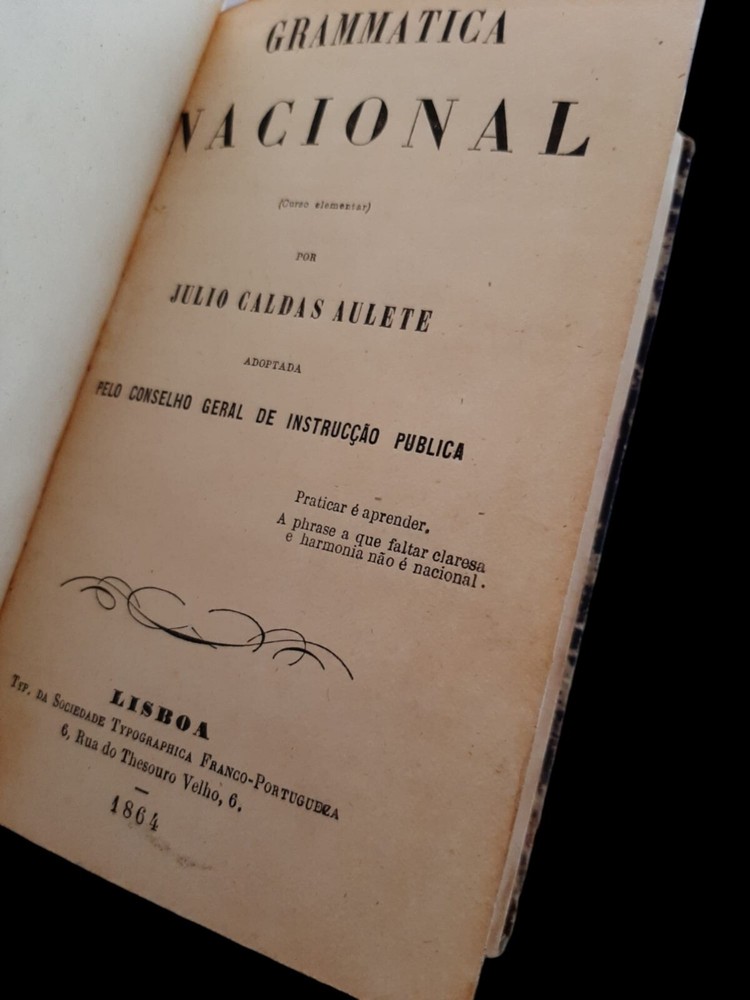 GRAMMATICA
NACIONAL
(Curso elementar)
POR
JULIO CALDAS AULETE
ADOPTADA
PELO CONSELHO GERAL DE INSTRUCÇÃO PUBLICA
Praticar é aprender,
A phrase a que faltar claresa
e harmonia não é nacional.
LISBOA
TYP. DA SOCIEDADE TYPOGRAPHICA FRANCO-PORTUGUEZA
6, Rua do Thesouro Velho, 6.
1864